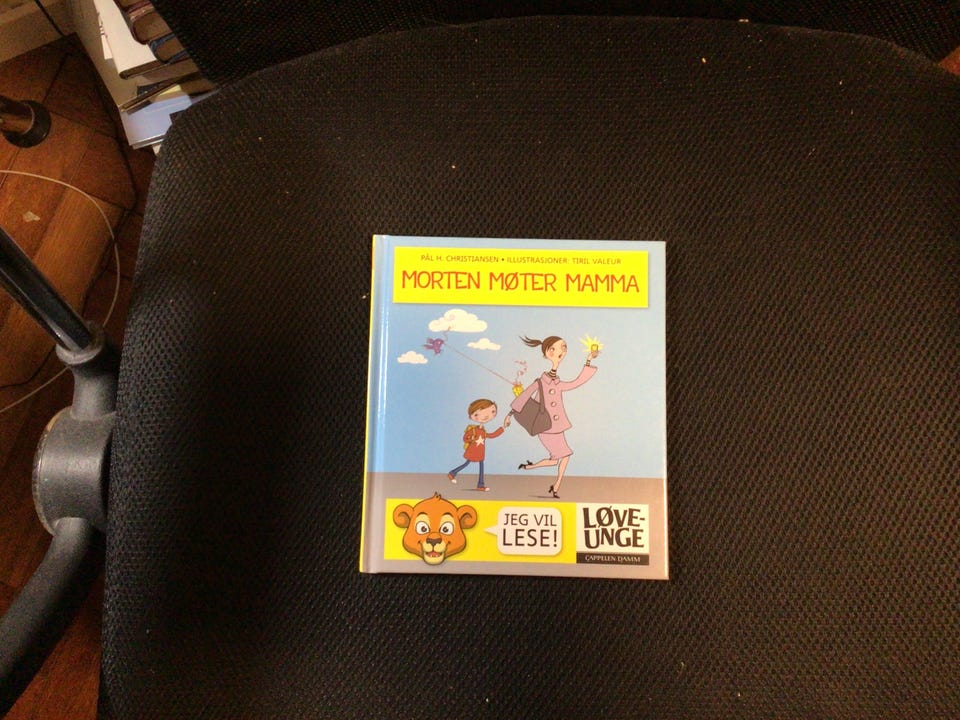 PÅL H. CHRISTIANSEN • ILLUSTRASJONER: TIRIL VALEUR
MORTEN MØTER MAMMA
JEG VIL
LESE!
LØVE-
UNGE
CAPPELEN DAMM